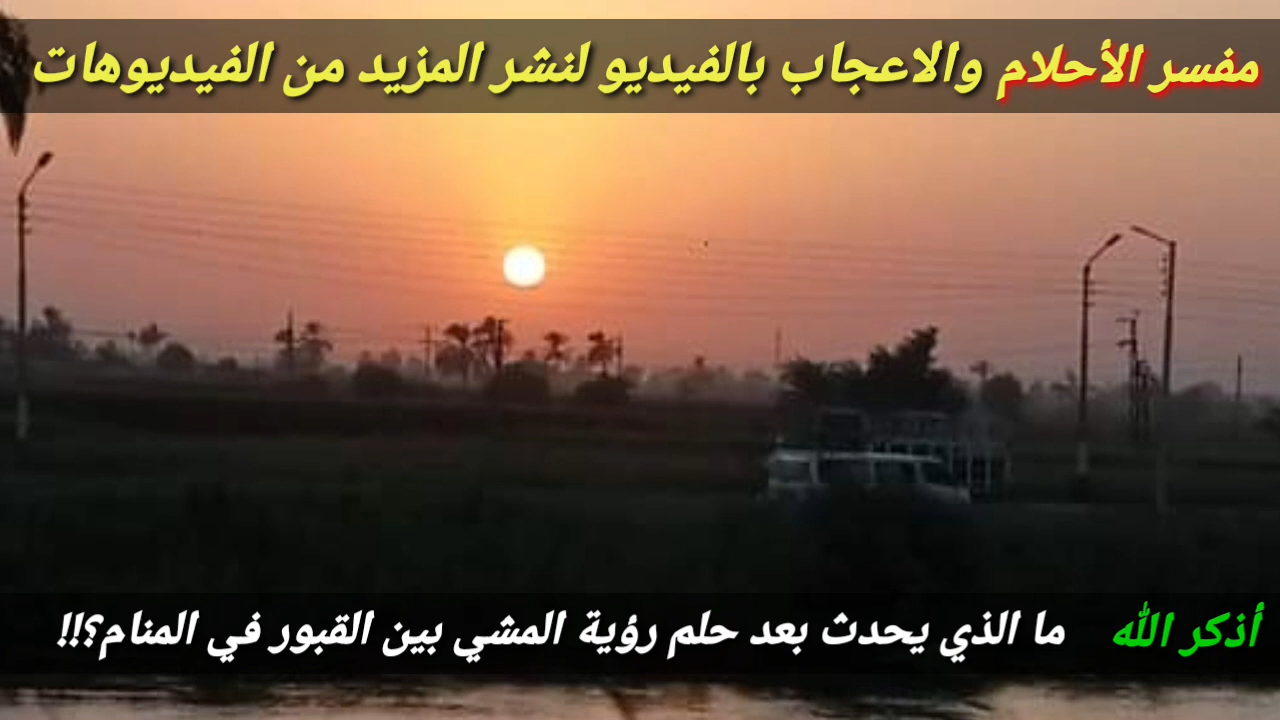 مفسر الأحلام والاعجاب بالفيديو لنشر المزيد من الفيديوهات
أذكر الله ما الذي يحدث بعد حلم رؤية المشي بين القبور في المنام؟!!